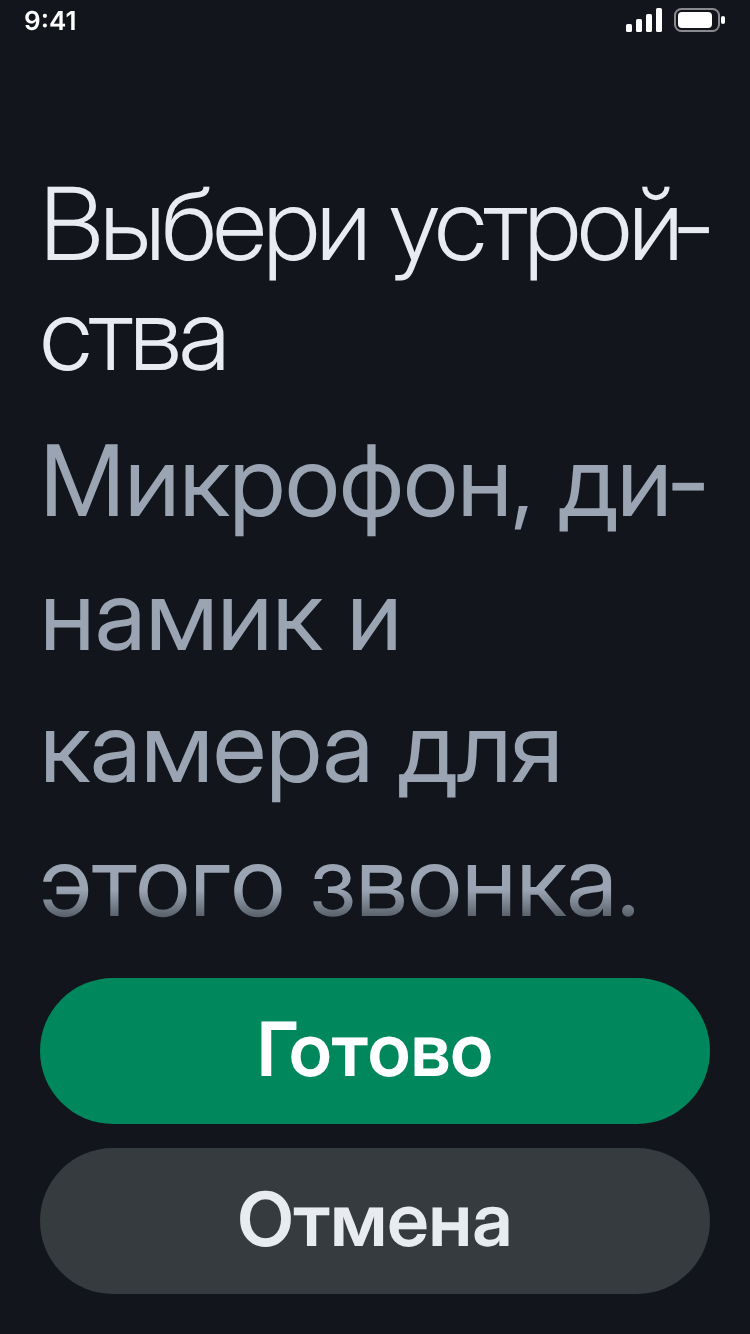 9:41
Выбери устрой-
ства
Микрофон, ди-
намик и
камера для
этого звонка.
Готово
Отмена